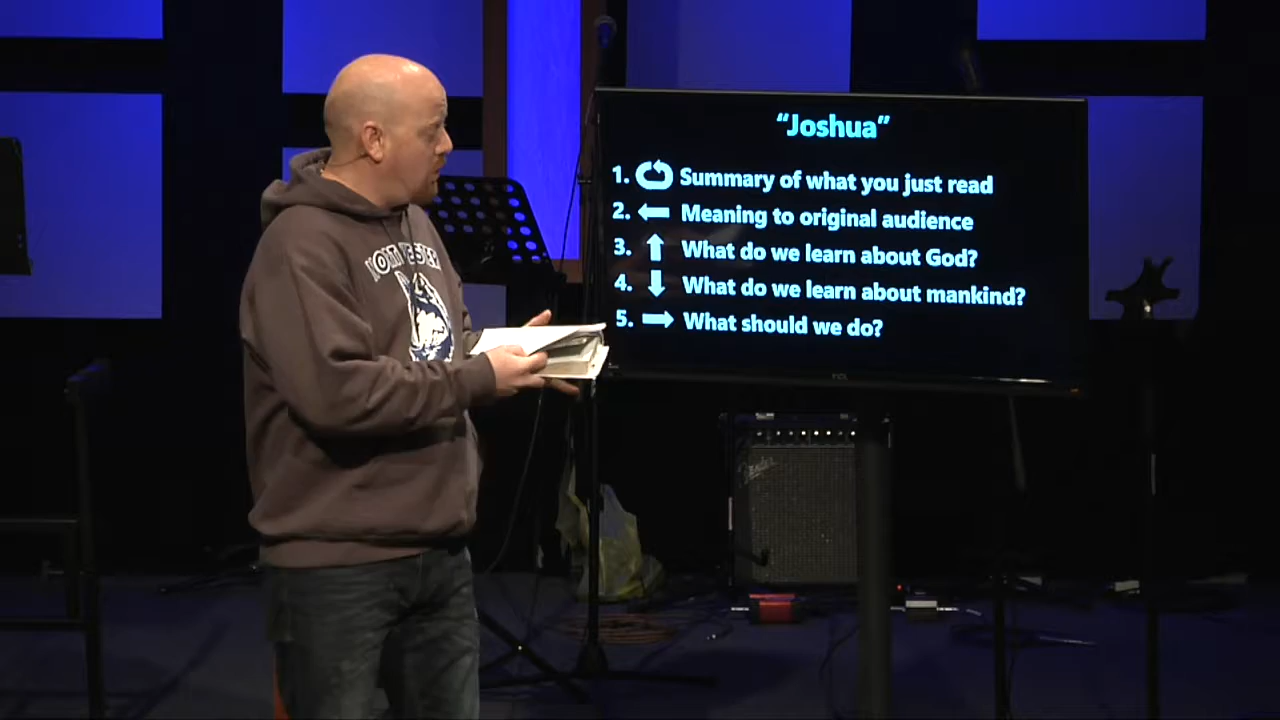 “Joshua”
1. Summary of what you just read
2. Meaning to original audience
3. What do we learn about God?
4. What do we learn about mankind?
5. What should we do?
Fender